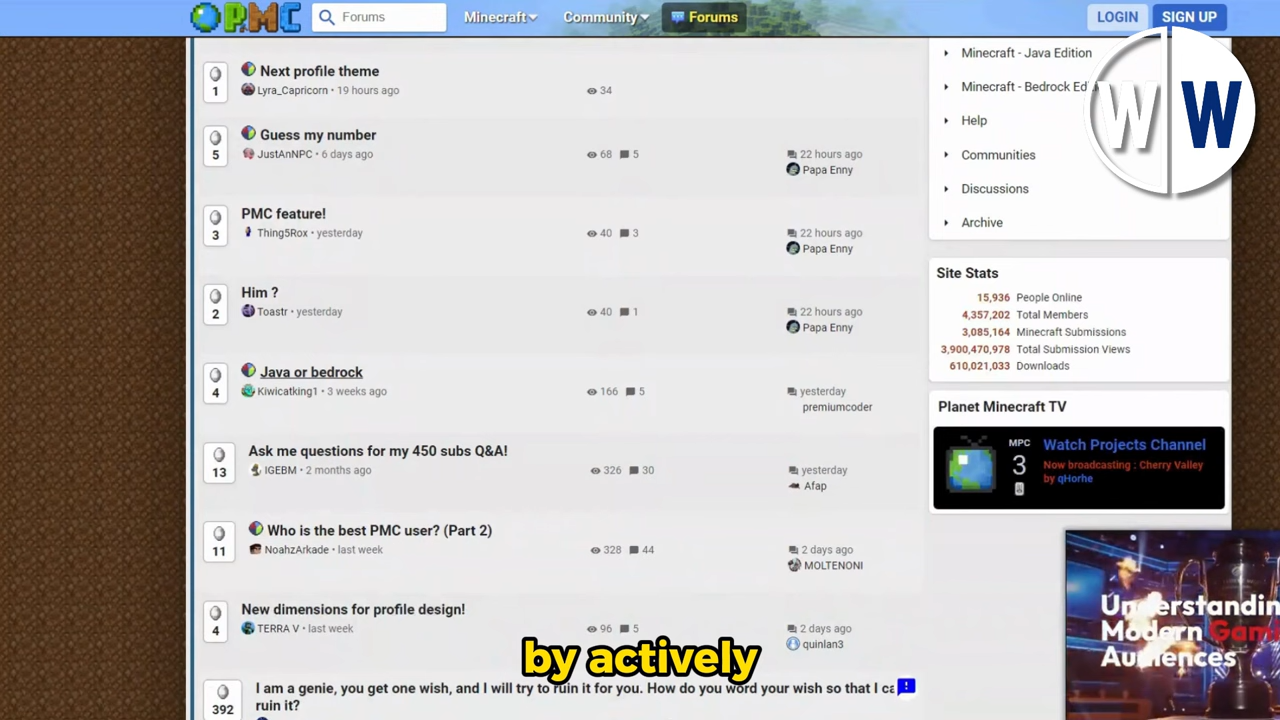 PMC
Forums
Minecraft
Community
Forums
LOGIN
SIGN UP
1
Next profile theme
Lyra_Capricorn • 19 hours ago
34
5
Guess my number
JustAnNPC • 6 days ago
68
5
22 hours ago
Papa Enny
3
PMC feature!
Thing5Rox • yesterday
40
3
22 hours ago
Papa Enny
2
Him ?
Toastr • yesterday
40
1
22 hours ago
Papa Enny
4
Java or bedrock
Kiwicatking1 • 3 weeks ago
166
5
yesterday
premiumcoder
13
Ask me questions for my 450 subs Q&A!
IGEBM • 2 months ago
326
30
yesterday
Afap
11
Who is the best PMC user? (Part 2)
NoahzArkade • last week
328
44
2 days ago
MOLTENONI
4
New dimensions for profile design!
TERRA V • last week
96
5
2 days ago
quinlan3
392
I am a genie, you get one wish, and I will try to ruin it for you. How do you word your wish so that I ca
ruin it?
Minecraft - Java Edition
Minecraft - Bedrock Edi
Help
Communities
Discussions
Archive
W W
Site Stats
15,936 People Online
4,357,202 Total Members
3,085,164 Minecraft Submissions
3,900,470,978 Total Submission Views
610,021,033 Downloads
Planet Minecraft TV
MPC
3
Watch Projects Channel
Now broadcasting : Cherry Valley
by qHorhe
Understandin
Modern Gam
Audiences
by actively